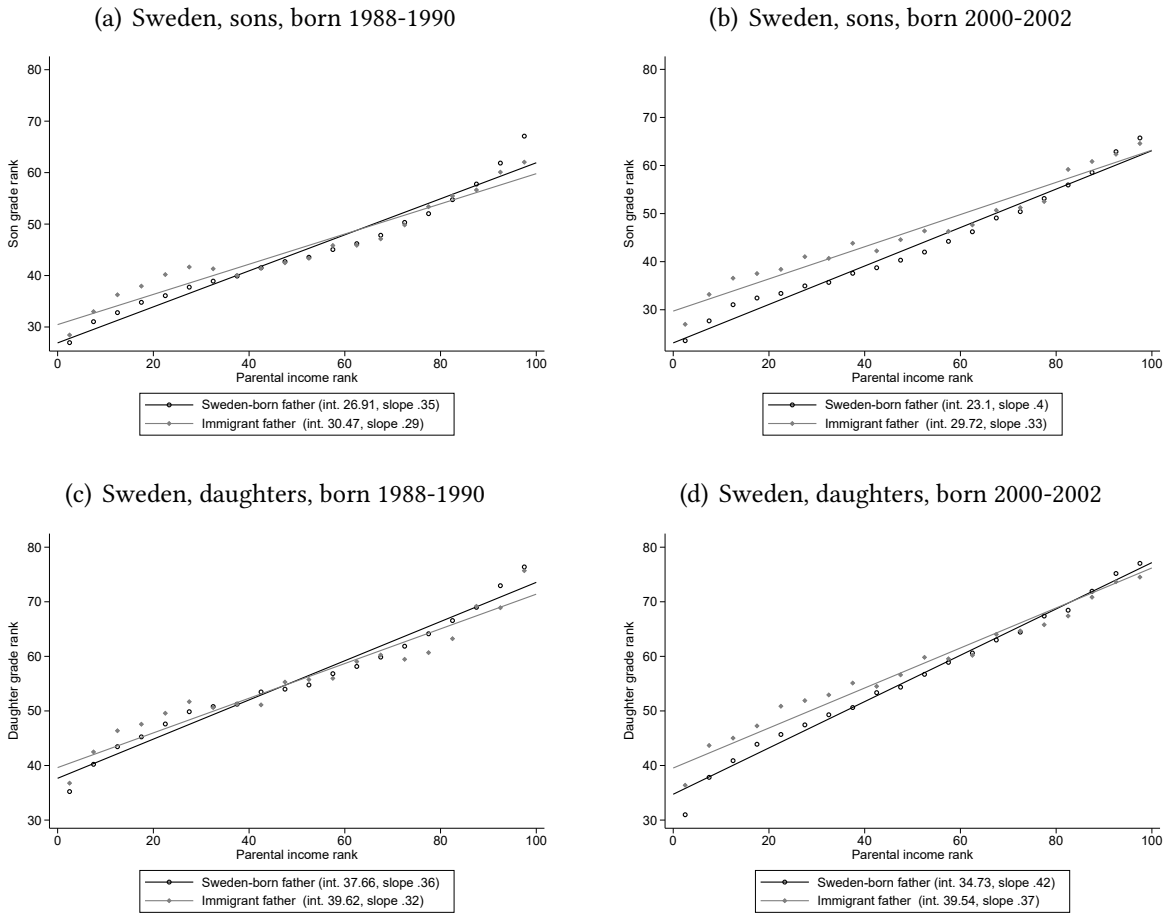 (a) Sweden, sons, born 1988-1990
80
70
60
50
40
30
Son grade rank
0 20 40 60 80 100
Parental income rank
Sweden-born father (int. 26.91, slope .35)
Immigrant father (int. 30.47, slope .29)
(b) Sweden, sons, born 2000-2002
80
70
60
50
40
30
Son grade rank
0 20 40 60 80 100
Parental income rank
Sweden-born father (int. 23.1, slope .4)
Immigrant father (int. 29.72, slope .33)
(c) Sweden, daughters, born 1988-1990
80
70
60
50
40
30
Daughter grade rank
0 20 40 60 80 100
Parental income rank
Sweden-born father (int. 37.66, slope .36)
Immigrant father (int. 39.62, slope .32)
(d) Sweden, daughters, born 2000-2002
80
70
60
50
40
30
Daughter grade rank
0 20 40 60 80 100
Parental income rank
Sweden-born father (int. 34.73, slope .42)
Immigrant father (int. 39.54, slope .37)